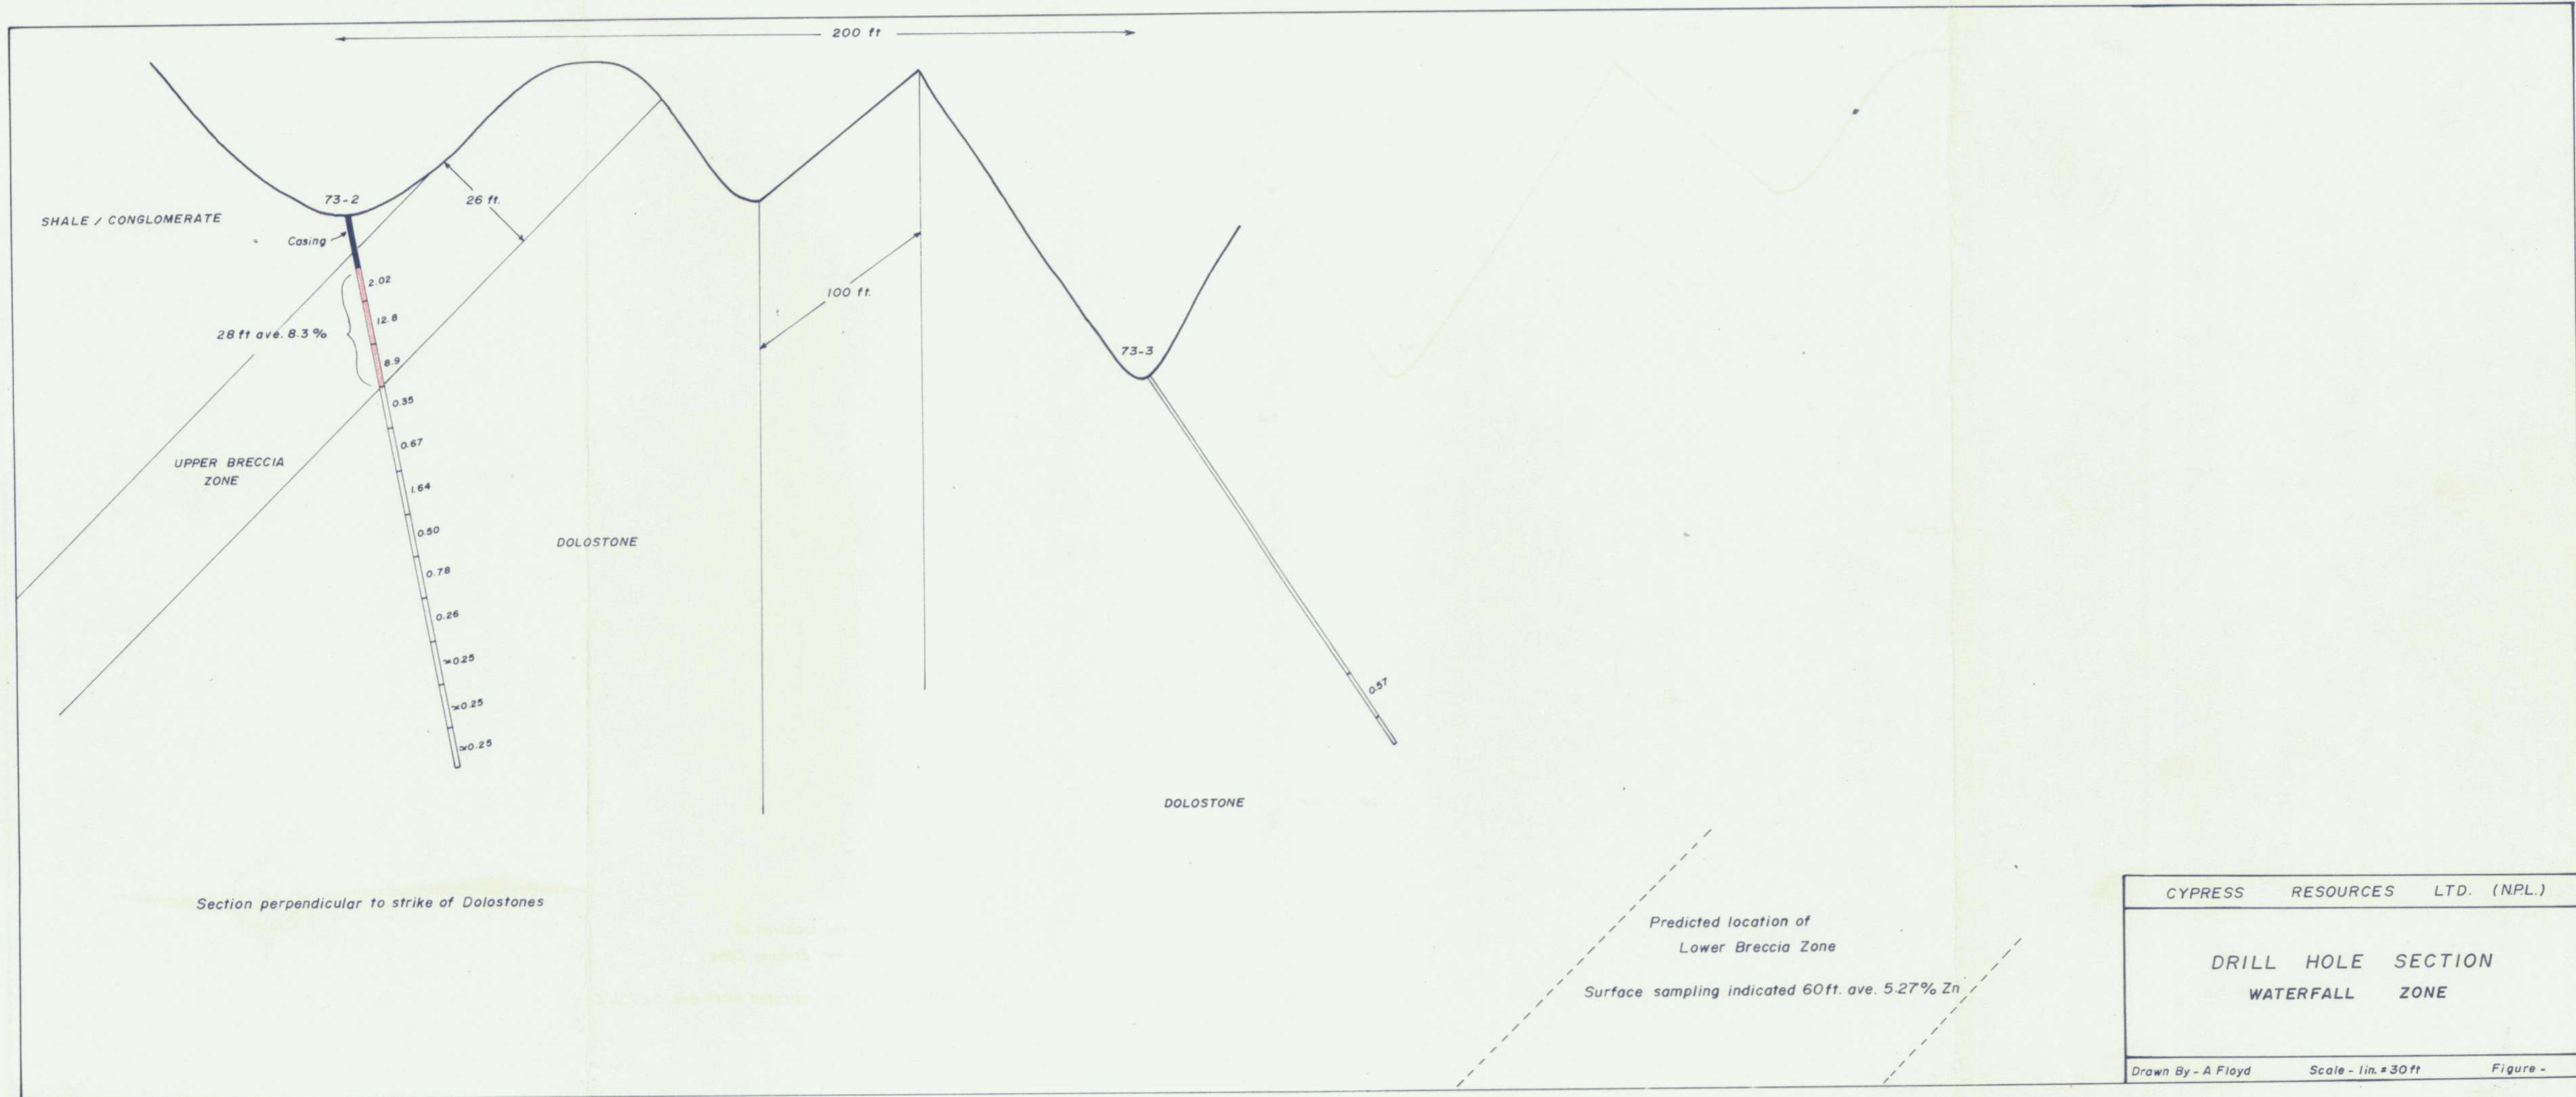 200 ft
73-2
SHALE / CONGLOMERATE
26 ft.
Casing
2.02
100 ft.
12.8
28 ft ave. 8.3 %
73-3
8.9
0.35
0.67
UPPER BRECCIA
ZONE
1.64
0.50
DOLOSTONE
0.78
0.26
0.25
0.57
0.25
0.25
DOLOSTONE
Section perpendicular to strike of Dolostones
Predicted location of
Lower Breccia Zone
Surface sampling indicated 60 ft. ave. 5.27% Zn
CYPRESS RESOURCES LTD. (N.P.L.)
DRILL HOLE SECTION
WATERFALL ZONE
Drawn By - A Floyd Scale - 1in. = 30 ft Figure -